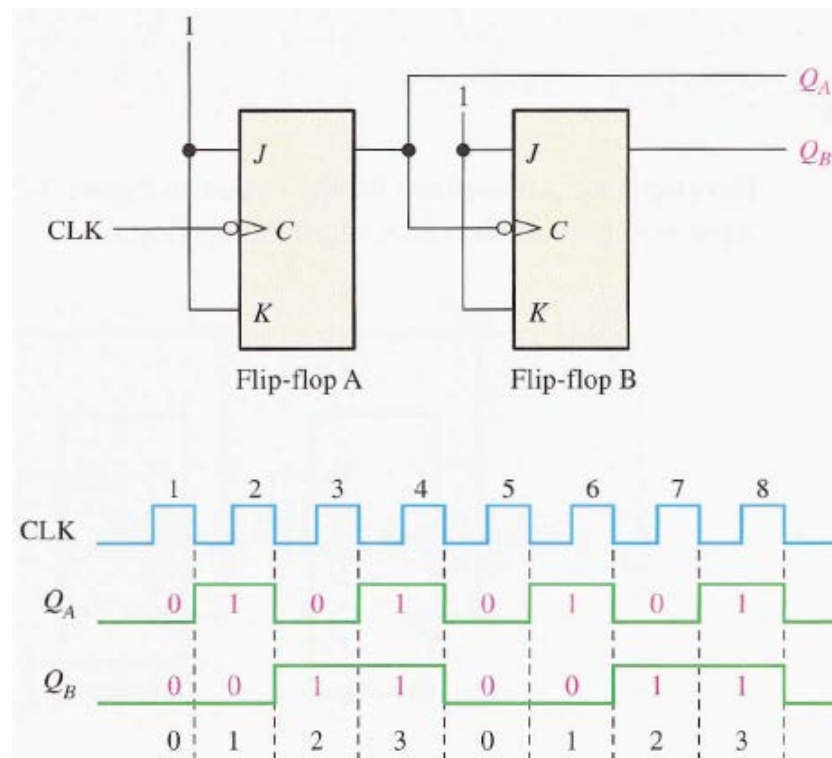 1
1
Q_A
Q_B
J
J
CLK
C
C
K
K
Flip-flop A
Flip-flop B
1 2 3 4 5 6 7 8
CLK
Q_A 0 1 0 1 0 1 0 1
Q_B 0 0 1 1 0 0 1 1
0 1 2 3 0 1 2 3